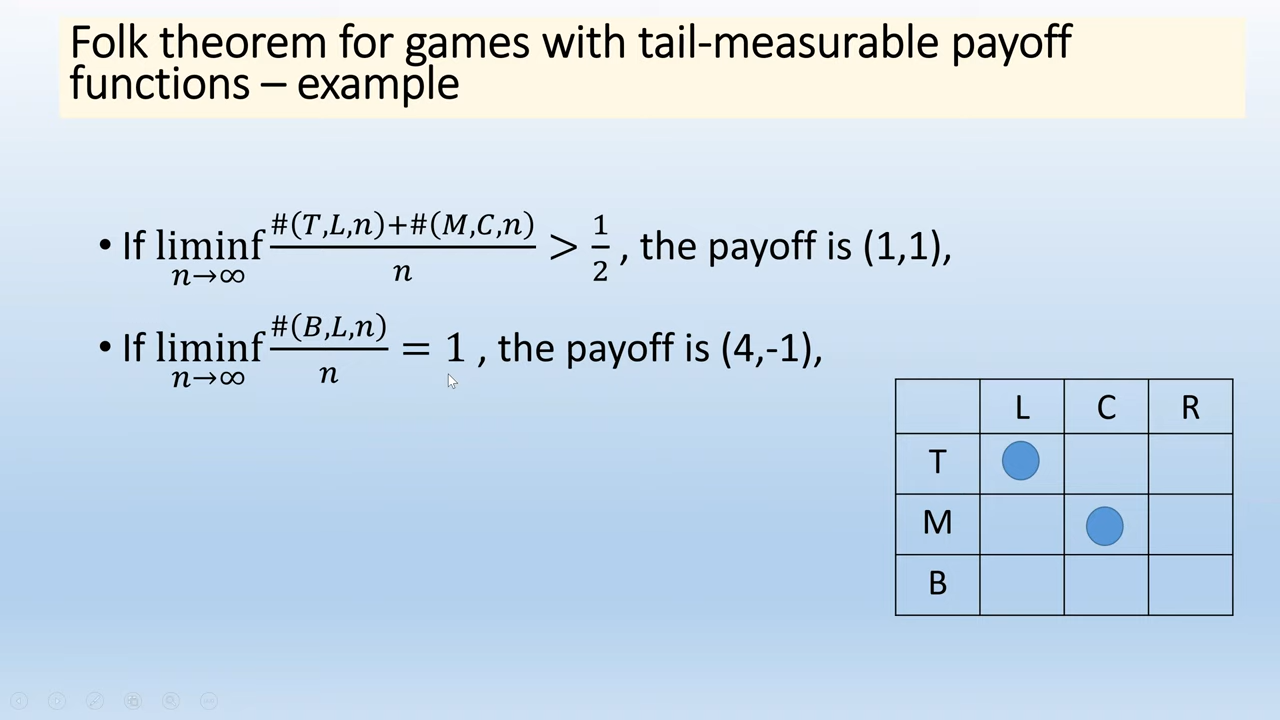 Folk theorem for games with tail-measurable payoff
functions – example
• If liminf_{n→∞} (#(T,L,n)+#(M,C,n))/n > 1/2 , the payoff is (1,1),
• If liminf_{n→∞} #(B,L,n)/n = 1 , the payoff is (4,-1),
L C R
T
M
B